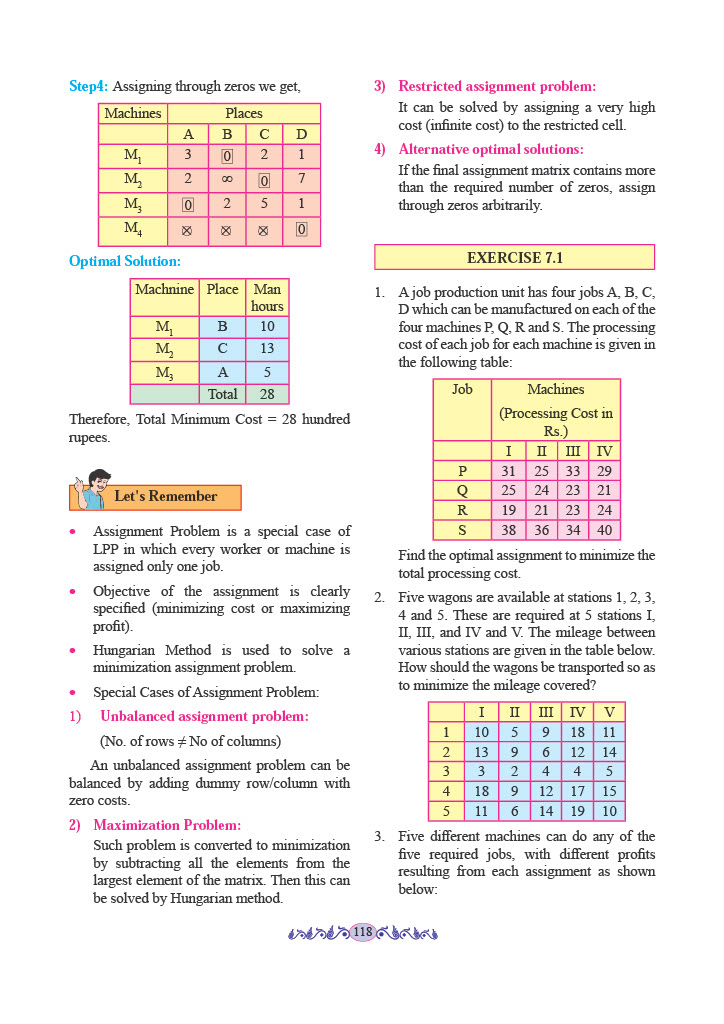 Step4: Assigning through zeros we get,
Machines Places
A B C D
M1 3 0 2 1
M2 2 ∞ 0 7
M3 0 2 5 1
M4 ⊗ ⊗ ⊗ 0
Optimal Solution:
Machnine Place Man
hours
M1 B 10
M2 C 13
M3 A 5
Total 28
Therefore, Total Minimum Cost = 28 hundred
rupees.
Let's Remember
• Assignment Problem is a special case of
LPP in which every worker or machine is
assigned only one job.
• Objective of the assignment is clearly
specified (minimizing cost or maximizing
profit).
• Hungarian Method is used to solve a
minimization assignment problem.
• Special Cases of Assignment Problem:
1) Unbalanced assignment problem:
(No. of rows ≠ No of columns)
An unbalanced assignment problem can be
balanced by adding dummy row/column with
zero costs.
2) Maximization Problem:
Such problem is converted to minimization
by subtracting all the elements from the
largest element of the matrix. Then this can
be solved by Hungarian method.
3) Restricted assignment problem:
It can be solved by assigning a very high
cost (infinite cost) to the restricted cell.
4) Alternative optimal solutions:
If the final assignment matrix contains more
than the required number of zeros, assign
through zeros arbitrarily.
EXERCISE 7.1
1. A job production unit has four jobs A, B, C,
D which can be manufactured on each of the
four machines P, Q, R and S. The processing
cost of each job for each machine is given in
the following table:
Job Machines
(Processing Cost in
Rs.)
I II III IV
P 31 25 33 29
Q 25 24 23 21
R 19 21 23 24
S 38 36 34 40
Find the optimal assignment to minimize the
total processing cost.
2. Five wagons are available at stations 1, 2, 3,
4 and 5. These are required at 5 stations I,
II, III, and IV and V. The mileage between
various stations are given in the table below.
How should the wagons be transported so as
to minimize the mileage covered?
I II III IV V
1 10 5 9 18 11
2 13 9 6 12 14
3 3 2 4 4 5
4 18 9 12 17 15
5 11 6 14 19 10
3. Five different machines can do any of the
five required jobs, with different profits
resulting from each assignment as shown
below:
118